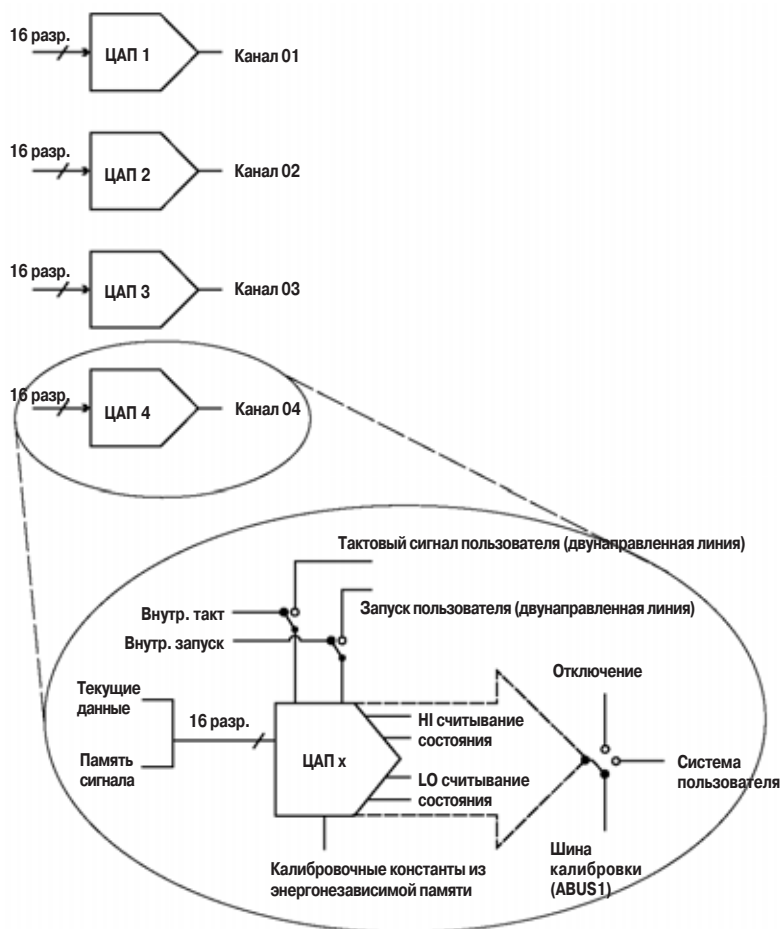 16 разр.
ЦАП 1
Канал 01
16 разр.
ЦАП 2
Канал 02
16 разр.
ЦАП 3
Канал 03
16 разр.
ЦАП 4
Канал 04
Тактовый сигнал пользователя (двунаправленная линия)
Внутр. такт
Запуск пользователя (двунаправленная линия)
Внутр. запуск
Отключение
Текущие
данные
16 разр.
HI считывание
состояния
ЦАП x
Память
сигнала
LO считывание
состояния
Система
пользователя
Калибровочные константы из
энергонезависимой памяти
Шина
калибровки
(ABUS1)